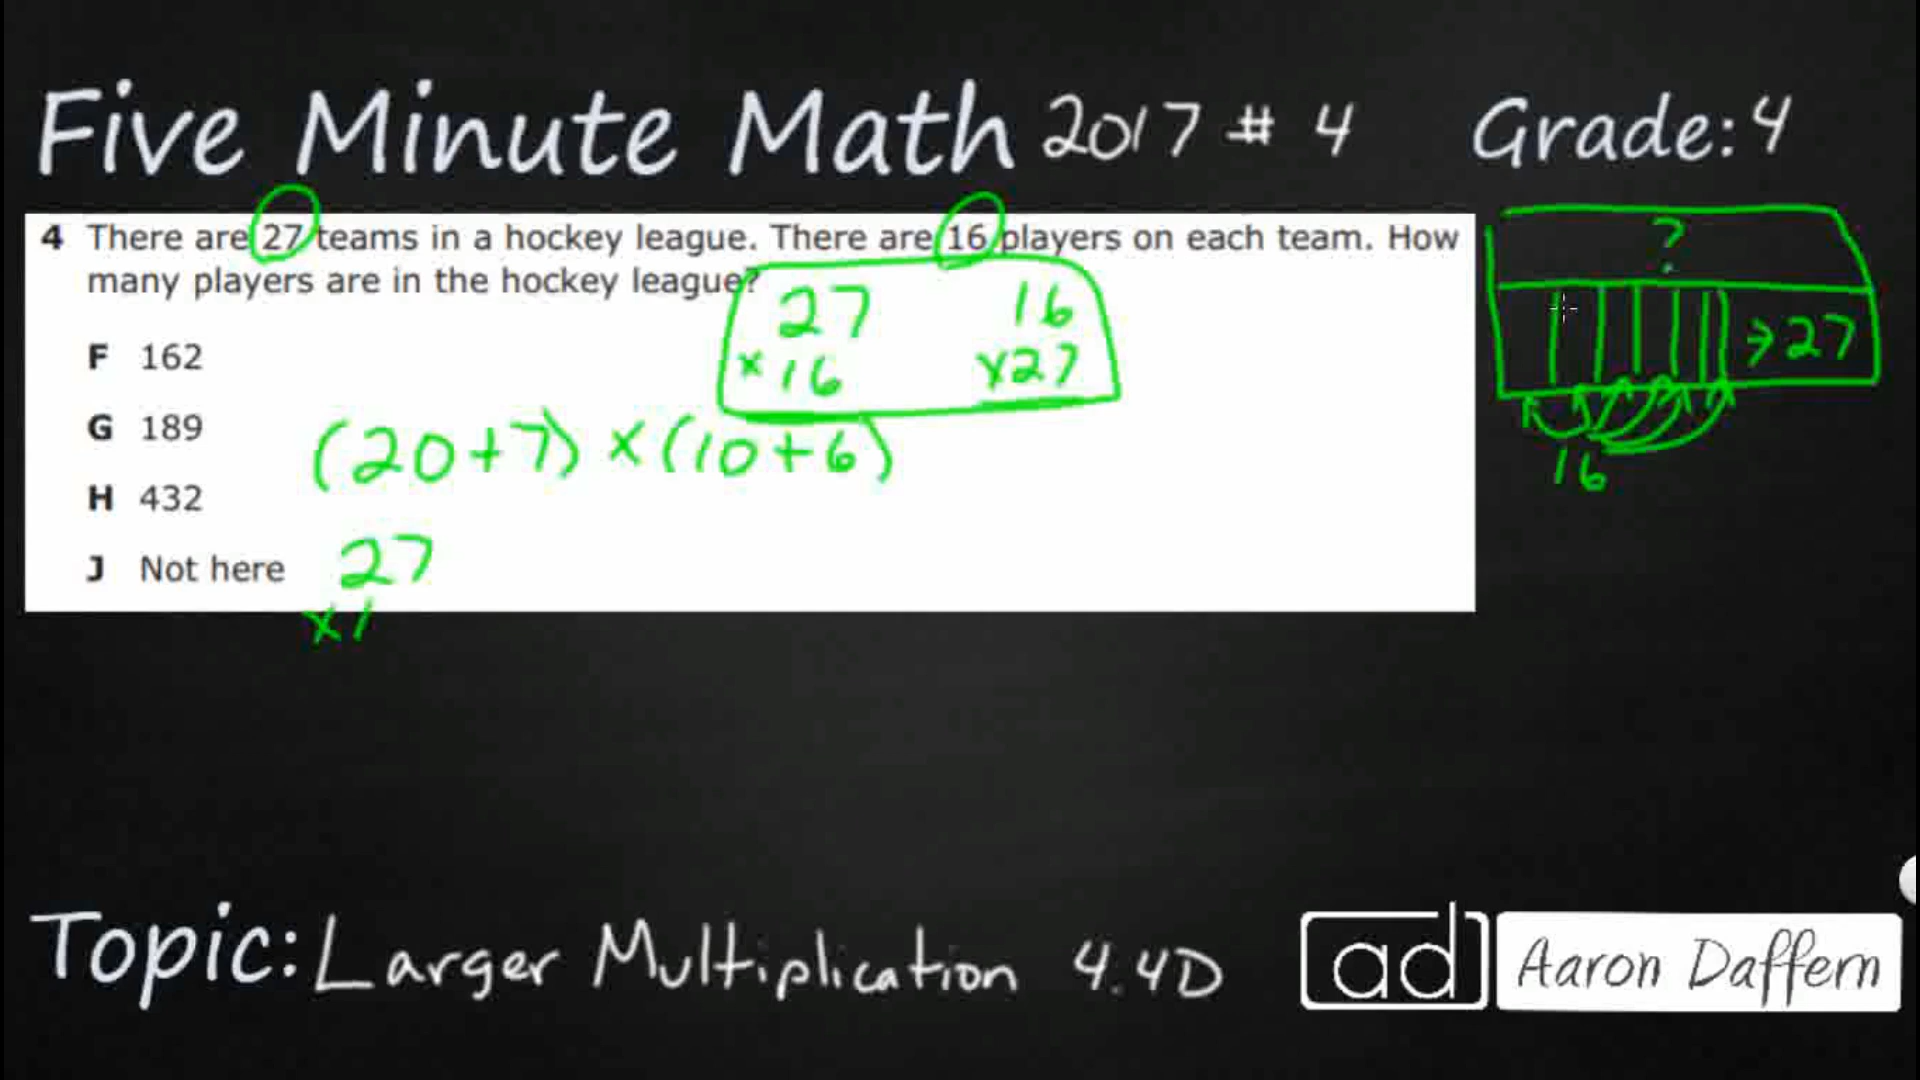 Five Minute Math 2017 # 4 Grade: 4
4 There are 27 teams in a hockey league. There are 16 players on each team. How
many players are in the hockey league?
27 16
×16 ×27
F 162
G 189
(20+7) × (10+6)
H 432
J Not here
27
×1
?
→27
16
Topic: Larger Multiplication 4.4D
ad Aaron Daffern